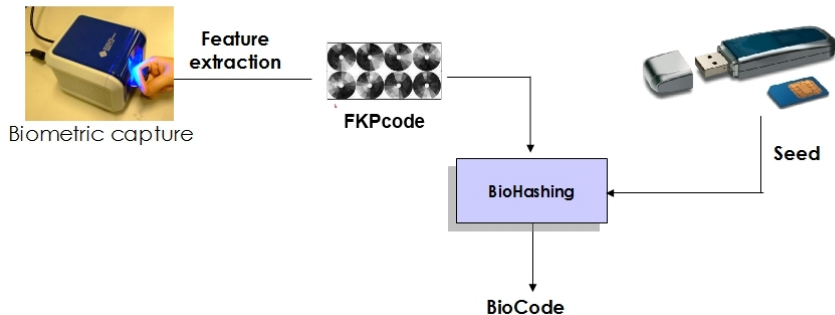 Feature
extraction
Biometric capture
FKPcode
Seed
BioHashing
BioCode